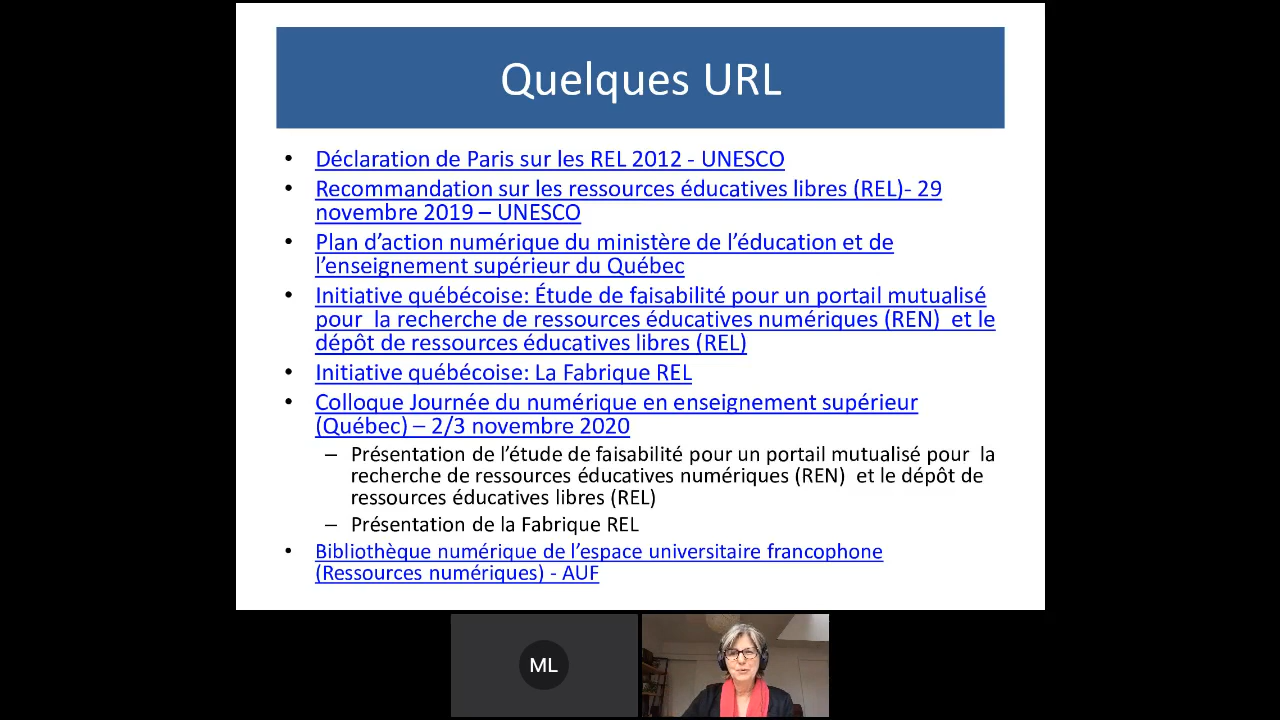 Quelques URL
• Déclaration de Paris sur les REL 2012 - UNESCO
• Recommandation sur les ressources éducatives libres (REL)- 29
novembre 2019 – UNESCO
• Plan d’action numérique du ministère de l’éducation et de
l’enseignement supérieur du Québec
• Initiative québécoise: Étude de faisabilité pour un portail mutualisé
pour la recherche de ressources éducatives numériques (REN) et le
dépôt de ressources éducatives libres (REL)
• Initiative québécoise: La Fabrique REL
• Colloque Journée du numérique en enseignement supérieur
(Québec) – 2/3 novembre 2020
– Présentation de l’étude de faisabilité pour un portail mutualisé pour la
recherche de ressources éducatives numériques (REN) et le dépôt de
ressources éducatives libres (REL)
– Présentation de la Fabrique REL
• Bibliothèque numérique de l’espace universitaire francophone
(Ressources numériques) - AUF
ML